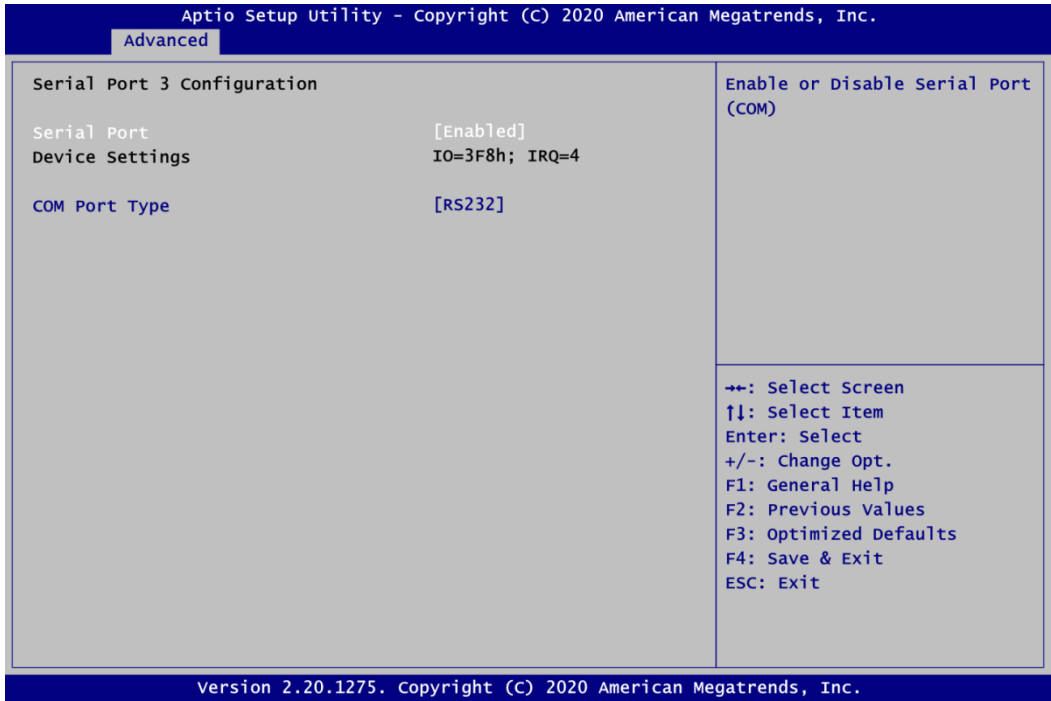 Aptio Setup Utility - Copyright (C) 2020 American Megatrends, Inc.
Advanced
Serial Port 3 Configuration
Serial Port [Enabled]
Device Settings IO=3F8h; IRQ=4
COM Port Type [RS232]
Enable or Disable Serial Port
(COM)
→←: Select Screen
↑↓: Select Item
Enter: Select
+/-: Change Opt.
F1: General Help
F2: Previous Values
F3: Optimized Defaults
F4: Save & Exit
ESC: Exit
Version 2.20.1275. Copyright (C) 2020 American Megatrends, Inc.